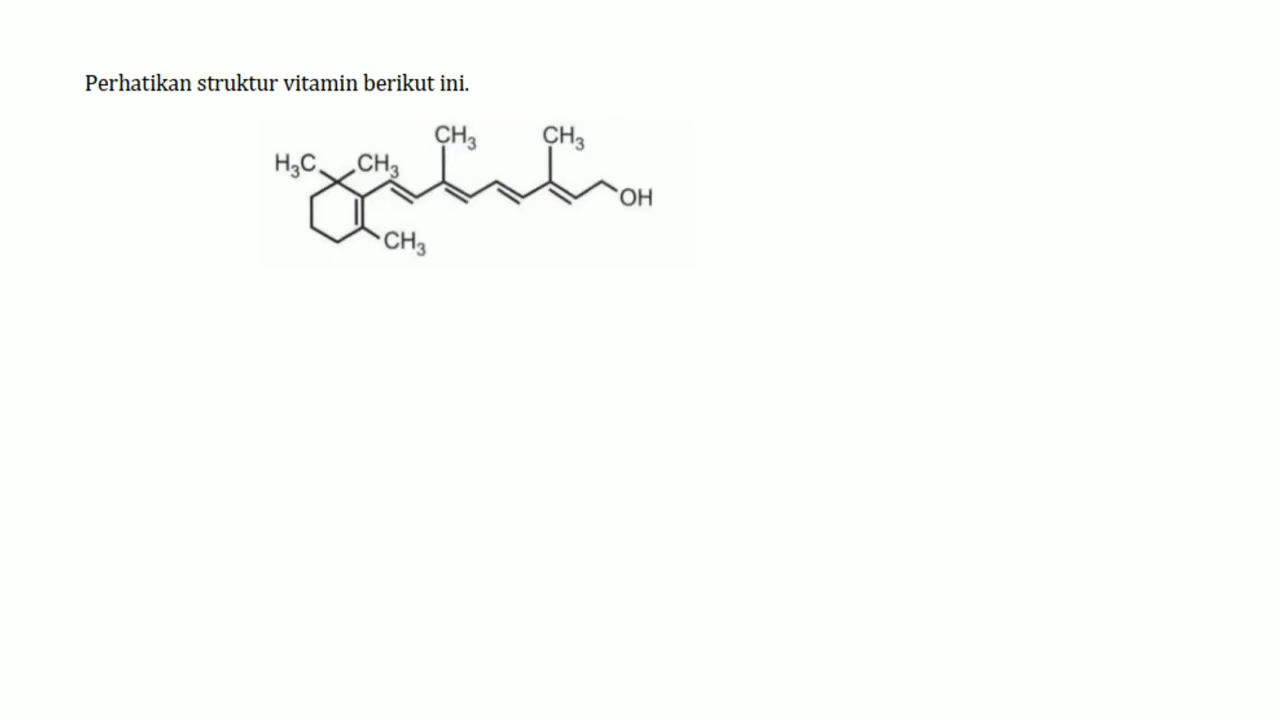 Perhatikan struktur vitamin berikut ini.
CH₃ CH₃
H₃C CH₃
OH
CH₃